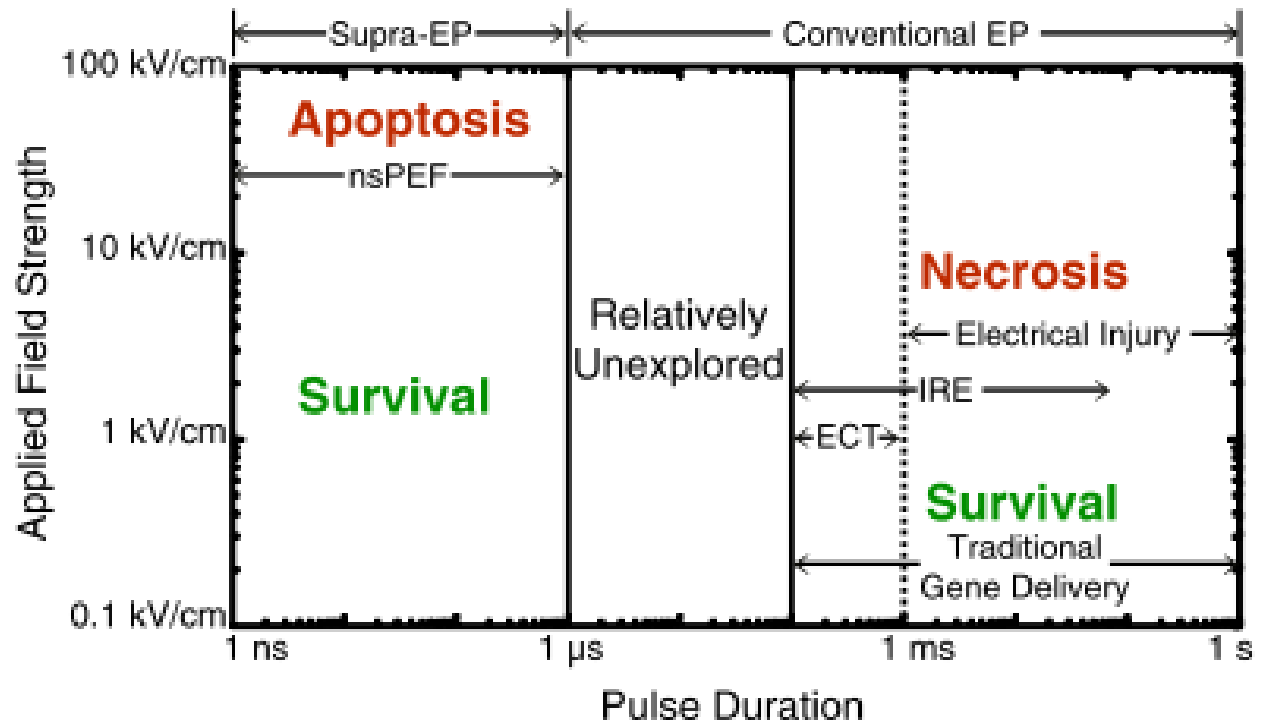 Supra-EP
Conventional EP
100 kV/cm
Apoptosis
nsPEF
10 kV/cm
Necrosis
Relatively
Unexplored
Electrical Injury
IRE
Survival
1 kV/cm
ECT
Survival
Traditional
Gene Delivery
0.1 kV/cm
1 ns
1 µs
1 ms
1 s
Applied Field Strength
Pulse Duration